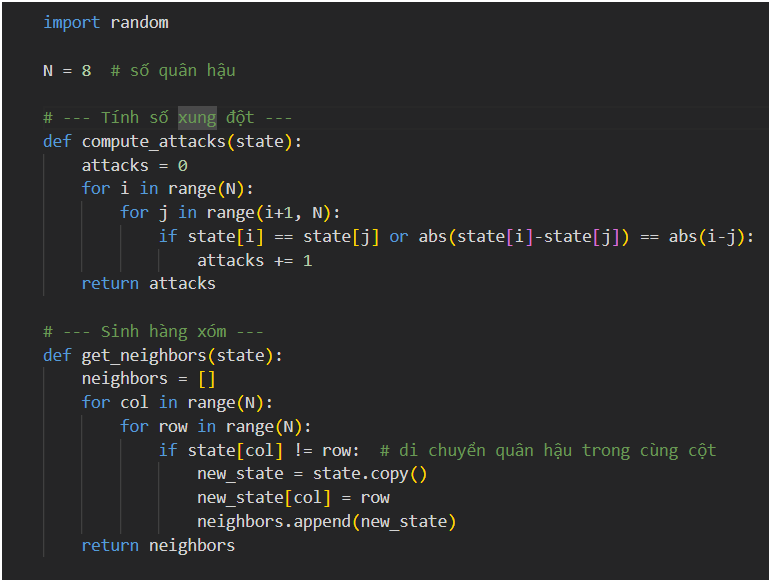 import random
N = 8  # số quân hậu
# --- Tính số xung đột ---
def compute_attacks(state):
    attacks = 0
    for i in range(N):
        for j in range(i+1, N):
            if state[i] == state[j] or abs(state[i]-state[j]) == abs(i-j):
                attacks += 1
    return attacks
# --- Sinh hàng xóm ---
def get_neighbors(state):
    neighbors = []
    for col in range(N):
        for row in range(N):
            if state[col] != row:  # di chuyển quân hậu trong cùng cột
                new_state = state.copy()
                new_state[col] = row
                neighbors.append(new_state)
    return neighbors